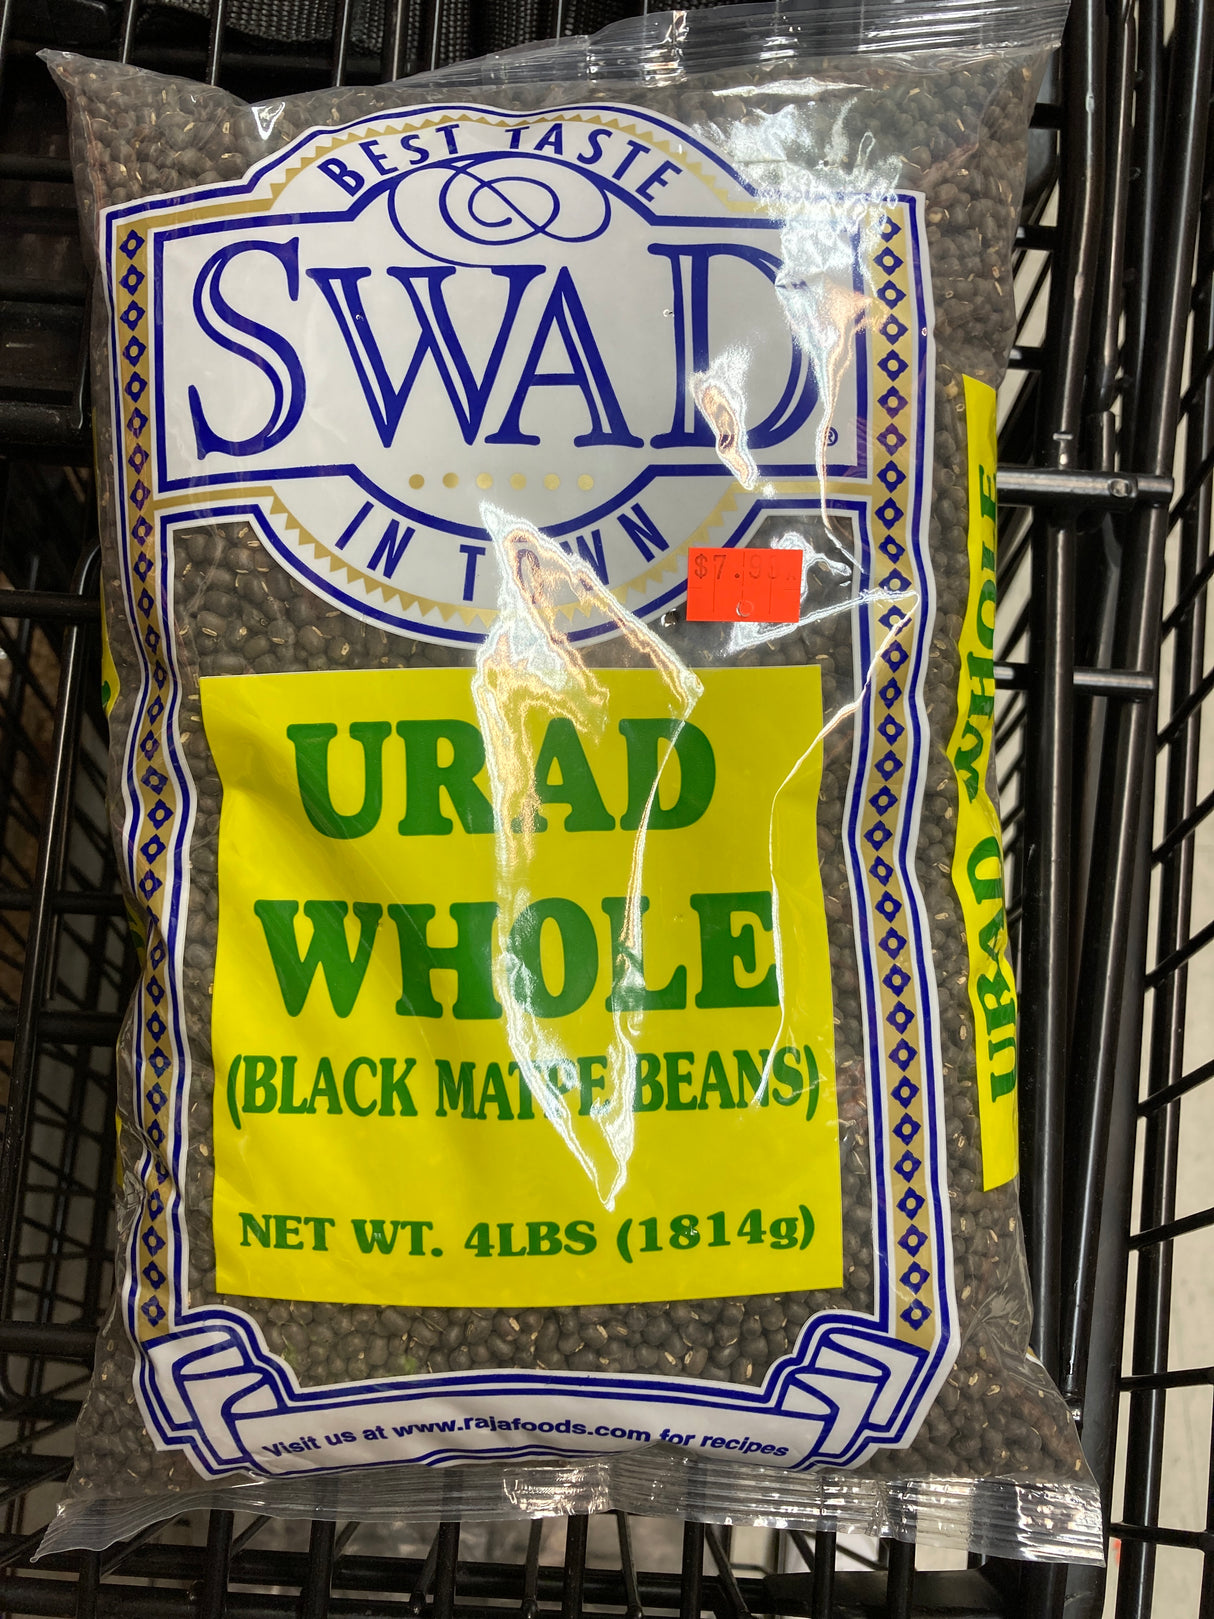 BEST TASTE
SWAD®
IN TOWN
URAD
WHOLE
(BLACK MATPE BEANS)
NET WT. 4LBS (1814g)
Visit us at www.rajafoods.com for recipes
URAD WHOLE